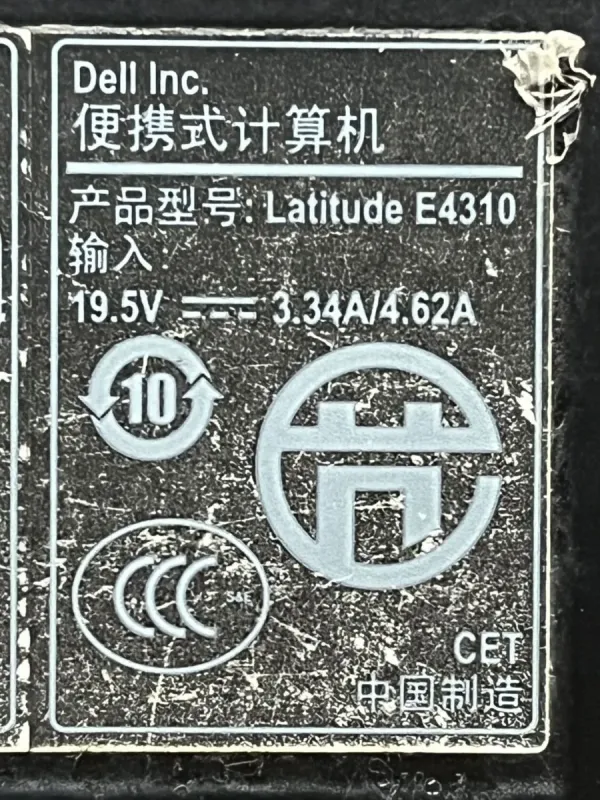 Dell Inc.
便携式计算机
产品型号: Latitude E4310
输入:
19.5V ⎓ 3.34A/4.62A
10
CCC S&E
CET
中国制造